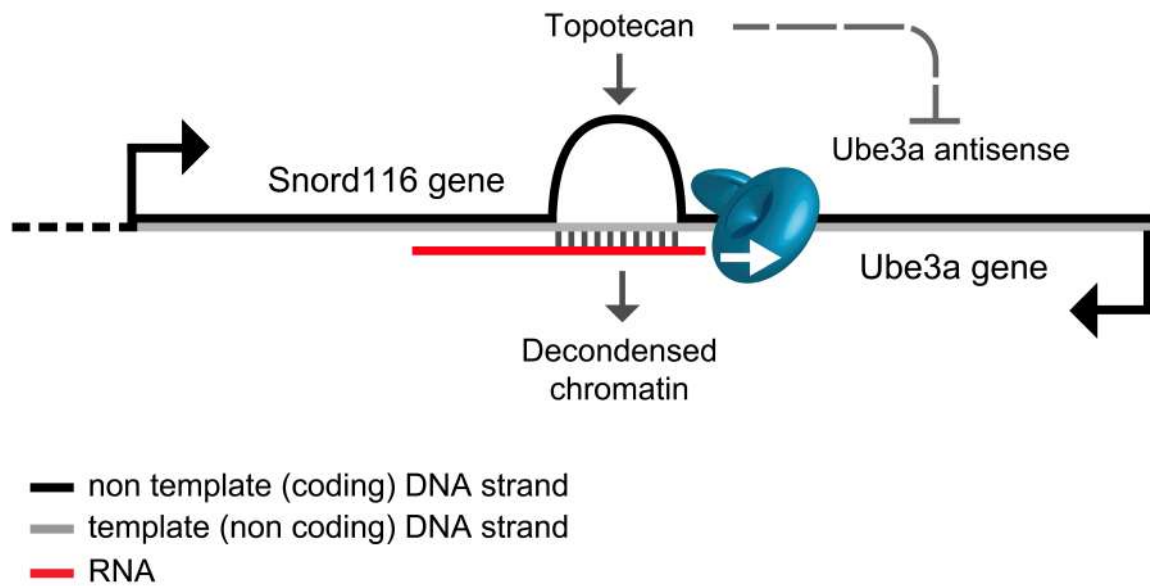 Topotecan
Ube3a antisense
Snord116 gene
Ube3a gene
Decondensed
chromatin
non template (coding) DNA strand
template (non coding) DNA strand
RNA